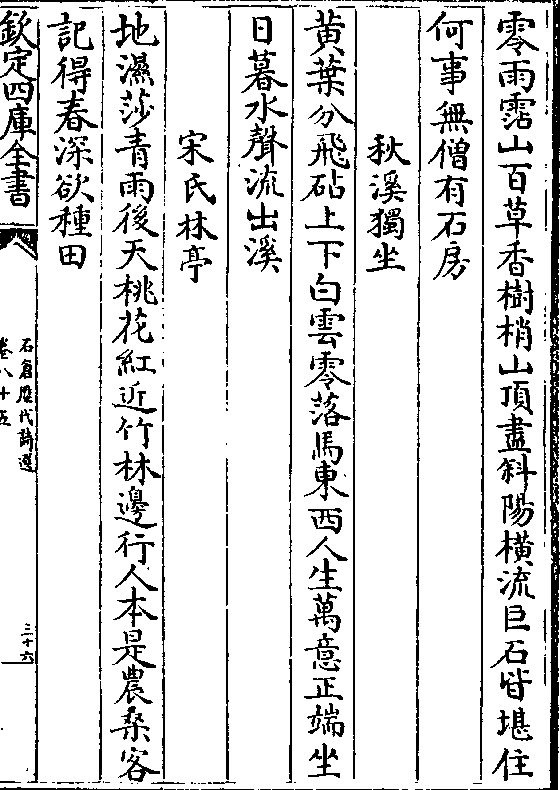 零雨霑山百草香樹梢山頂盡斜陽横流巨石皆堪住
何事無僧有石房
秋溪獨坐
黄葉分飛砧上下白雲零落馬東西人生萬意正端坐
日暮水聲流出溪
宋氏林亭
地濕莎青雨後天桃花紅近竹林邊行人本是農桑客
記得春深欲種田
欽定四庫全書
石倉歴代詩選
卷八十五
三十六